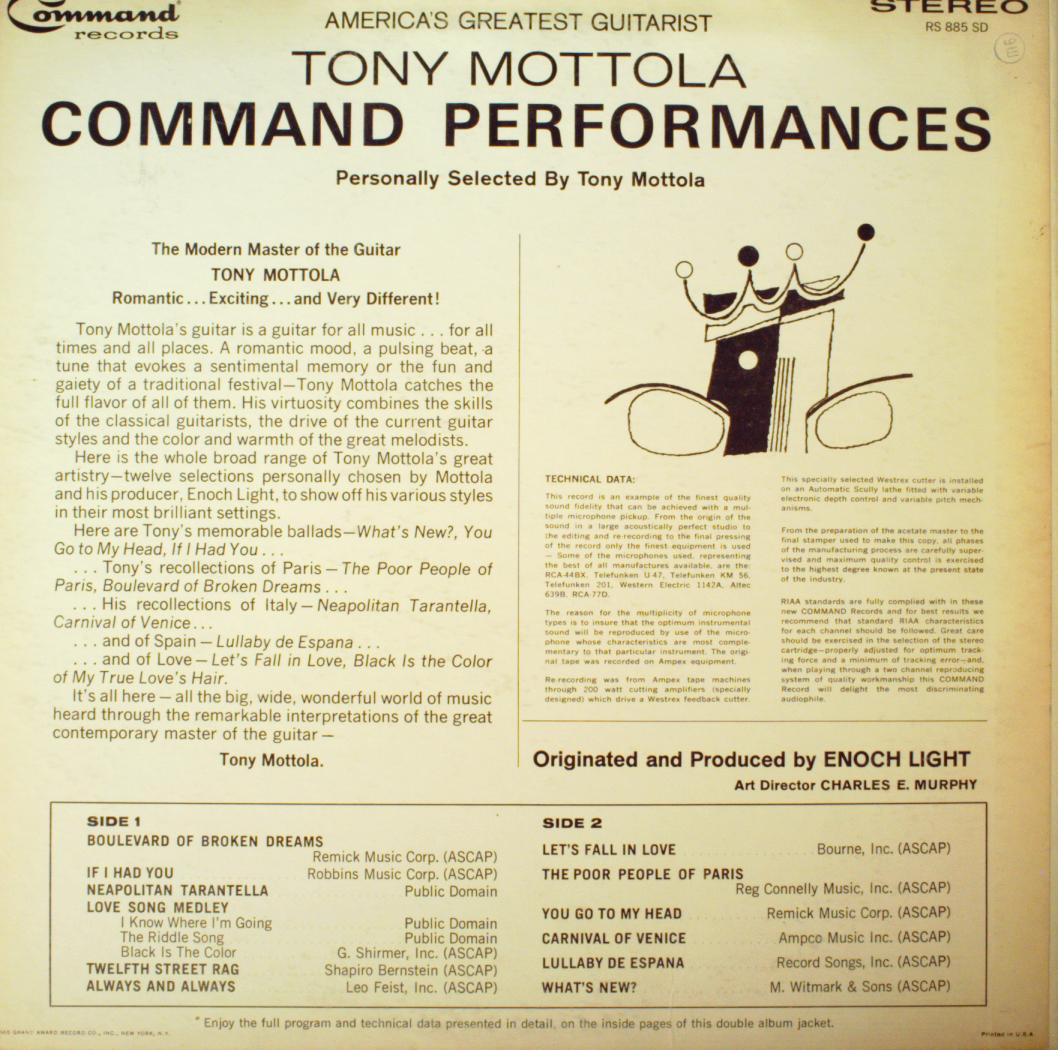 Command
records
AMERICA'S GREATEST GUITARIST
STEREO
RS 885 SD
TONY MOTTOLA
COMMAND PERFORMANCES
Personally Selected By Tony Mottola
The Modern Master of the Guitar
TONY MOTTOLA
Romantic...Exciting...and Very Different!
Tony Mottola's guitar is a guitar for all music . . . for all
times and all places. A romantic mood, a pulsing beat, a
tune that evokes a sentimental memory or the fun and
gaiety of a traditional festival—Tony Mottola catches the
full flavor of all of them. His virtuosity combines the skills
of the classical guitarists, the drive of the current guitar
styles and the color and warmth of the great melodists.
Here is the whole broad range of Tony Mottola's great
artistry—twelve selections personally chosen by Mottola
and his producer, Enoch Light, to show off his various styles
in their most brilliant settings.
Here are Tony's memorable ballads—What's New?, You
Go to My Head, If I Had You . . .
. . . Tony's recollections of Paris — The Poor People of
Paris, Boulevard of Broken Dreams . . .
. . . His recollections of Italy — Neapolitan Tarantella,
Carnival of Venice . . .
. . . and of Spain — Lullaby de Espana . . .
. . . and of Love — Let's Fall in Love, Black Is the Color
of My True Love's Hair.
It's all here — all the big, wide, wonderful world of music
heard through the remarkable interpretations of the great
contemporary master of the guitar —
Tony Mottola.
TECHNICAL DATA:
This record is an example of the finest quality
sound fidelity that can be achieved with a mul-
tiple microphone pickup. From the origin of the
sound in a large acoustically perfect studio to
the editing and re-recording to the final pressing
of the record only the finest equipment is used
— Some of the microphones used, representing
the best of all manufactures available, are the:
RCA-44BX, Telefunken U-47, Telefunken KM 56,
Telefunken 201, Western Electric 1142A, Altec
639B, RCA-77D.
The reason for the multiplicity of microphone
types is to insure that the optimum instrumental
sound will be reproduced by use of the micro-
phone whose characteristics are most comple-
mentary to that particular instrument. The origi-
nal tape was recorded on Ampex equipment.
Re-recording was from Ampex tape machines
through 200 watt cutting amplifiers (specially
designed) which drive a Westrex feedback cutter.
This specially selected Westrex cutter is installed
on an Automatic Scully lathe fitted with variable
electronic depth control and variable pitch mech-
anisms.
From the preparation of the acetate master to the
final stamper used to make this copy, all phases
of the manufacturing process are carefully super-
vised and maximum quality control is exercised
to the highest degree known at the present state
of the industry.
RIAA standards are fully complied with in these
new COMMAND Records and for best results we
recommend that standard RIAA characteristics
for each channel should be followed. Great care
should be exercised in the selection of the stereo
cartridge—properly adjusted for optimum track-
ing force and a minimum of tracking error—and,
when playing through a two channel reproducing
system of quality workmanship this COMMAND
Record will delight the most discriminating
audiophile.
Originated and Produced by ENOCH LIGHT
Art Director CHARLES E. MURPHY
SIDE 1
BOULEVARD OF BROKEN DREAMS
Remick Music Corp. (ASCAP)
IF I HAD YOU Robbins Music Corp. (ASCAP)
NEAPOLITAN TARANTELLA Public Domain
LOVE SONG MEDLEY
I Know Where I'm Going Public Domain
The Riddle Song Public Domain
Black Is The Color G. Shirmer, Inc. (ASCAP)
TWELFTH STREET RAG Shapiro Bernstein (ASCAP)
ALWAYS AND ALWAYS Leo Feist, Inc. (ASCAP)
SIDE 2
LET'S FALL IN LOVE Bourne, Inc. (ASCAP)
THE POOR PEOPLE OF PARIS
Reg Connelly Music, Inc. (ASCAP)
YOU GO TO MY HEAD Remick Music Corp. (ASCAP)
CARNIVAL OF VENICE Ampco Music Inc. (ASCAP)
LULLABY DE ESPANA Record Songs, Inc. (ASCAP)
WHAT'S NEW? M. Witmark & Sons (ASCAP)
* Enjoy the full program and technical data presented in detail, on the inside pages of this double album jacket.
GRAND AWARD RECORD CO., INC., NEW YORK, N.Y.
Printed in U.S.A.